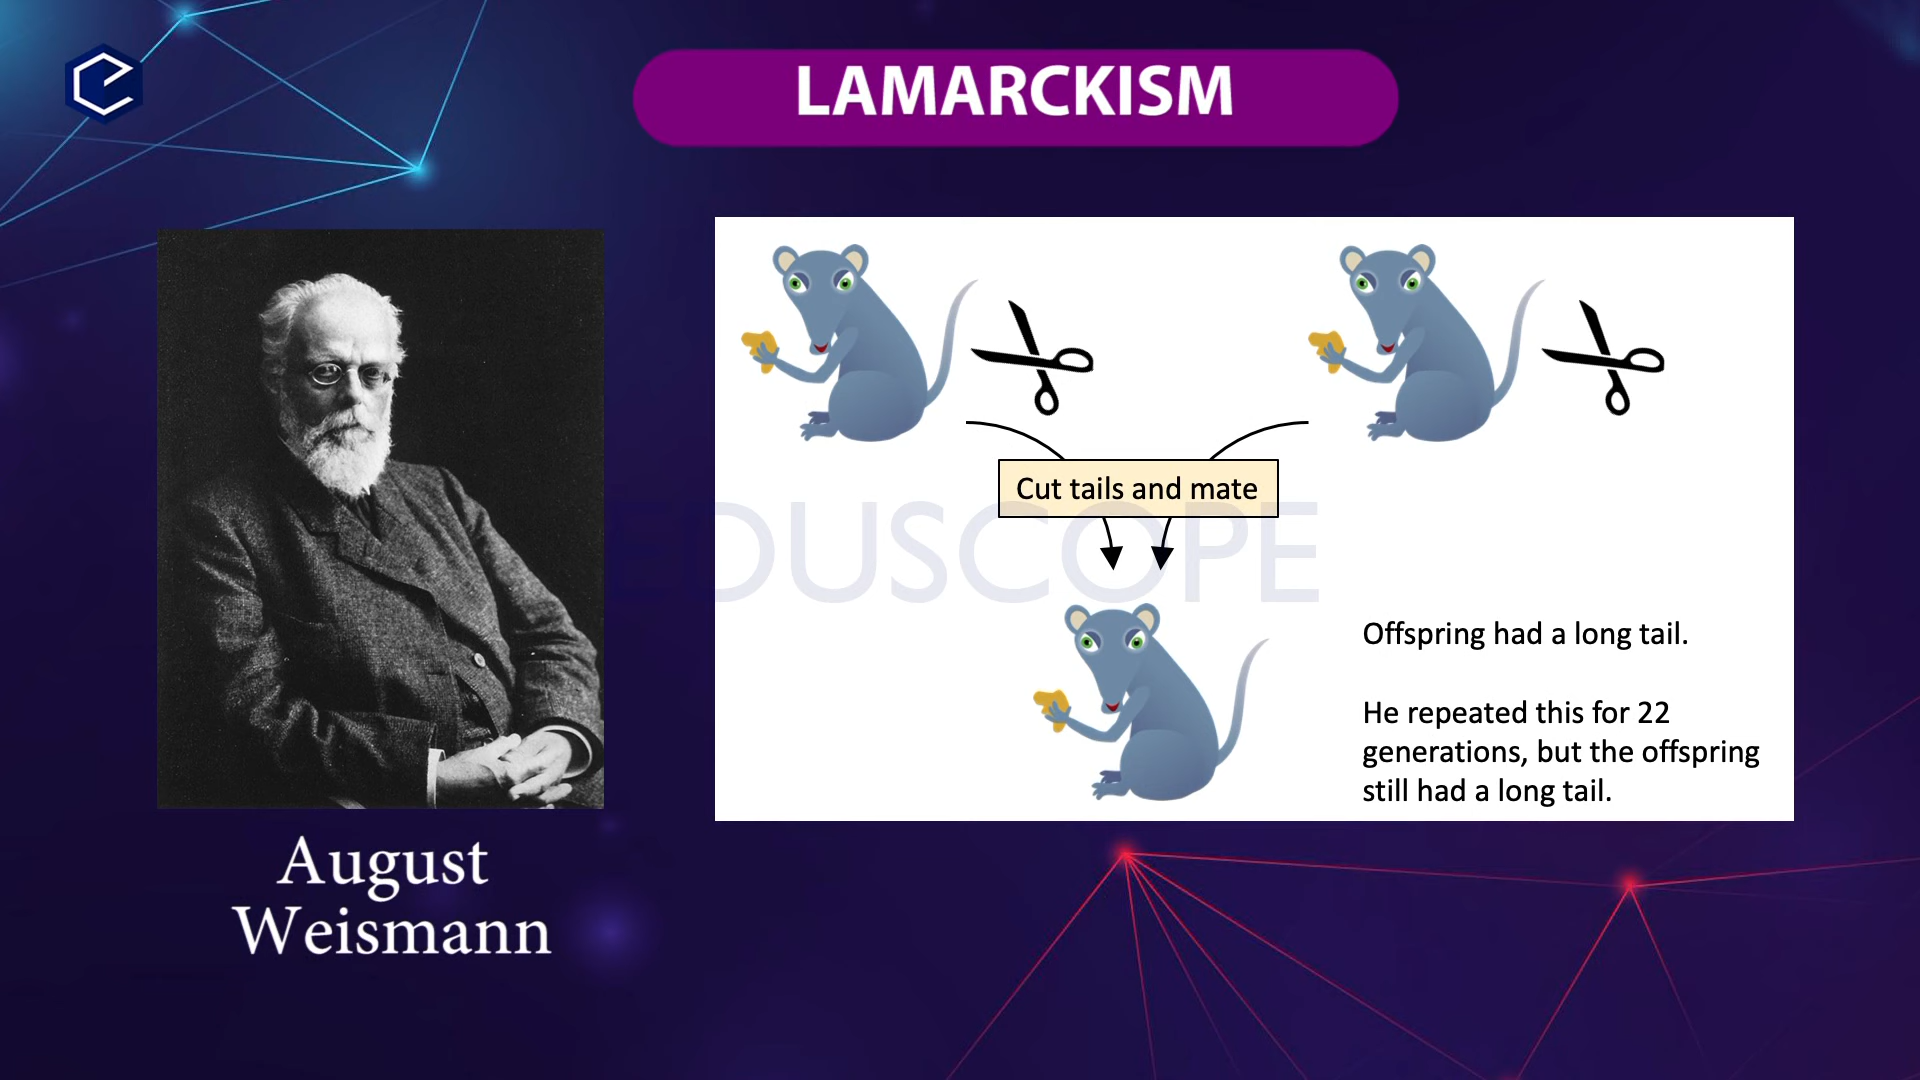 LAMARCKISM
Cut tails and mate
EDUSCOPE
Offspring had a long tail.
He repeated this for 22
generations, but the offspring
still had a long tail.
August
Weismann